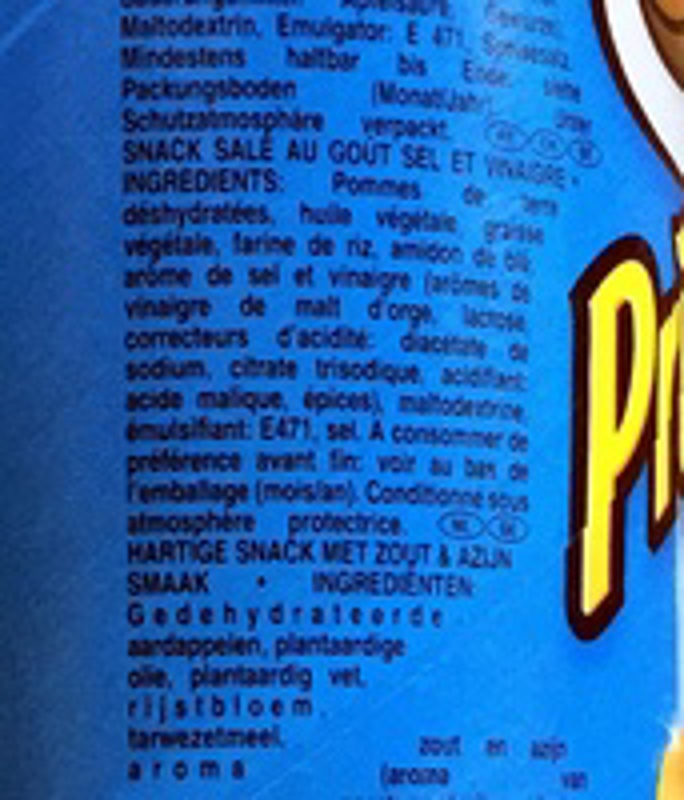 Maltodextrin, Emulgator: E 471, Speisesalz.
Mindestens haltbar bis Ende: siehe
Packungsboden (Monat/Jahr). Unter
Schutzatmosphäre verpackt.
SNACK SALÉ AU GOÛT SEL ET VINAIGRE •
INGREDIENTS: Pommes de terre
déshydratées, huile végétale, graisse
végétale, farine de riz, amidon de blé,
arôme de sel et vinaigre (arômes de
vinaigre de malt d'orge, lactose,
correcteurs d'acidité: diacétate de
sodium, citrate trisodique, acidifiant:
acide malique, épices), maltodextrine,
émulsifiant: E471, sel. A consommer de
préférence avant fin: voir au bas de
l'emballage (mois/an). Conditionné sous
atmosphère protectrice. NL BE
HARTIGE SNACK MET ZOUT & AZIJN
SMAAK • INGREDIËNTEN:
Gedehydrateerde
aardappelen, plantaardige
olie, plantaardig vet,
rijstbloem,
tarwezetmeel,
aroma zout en azijn
(aroma van
Pri